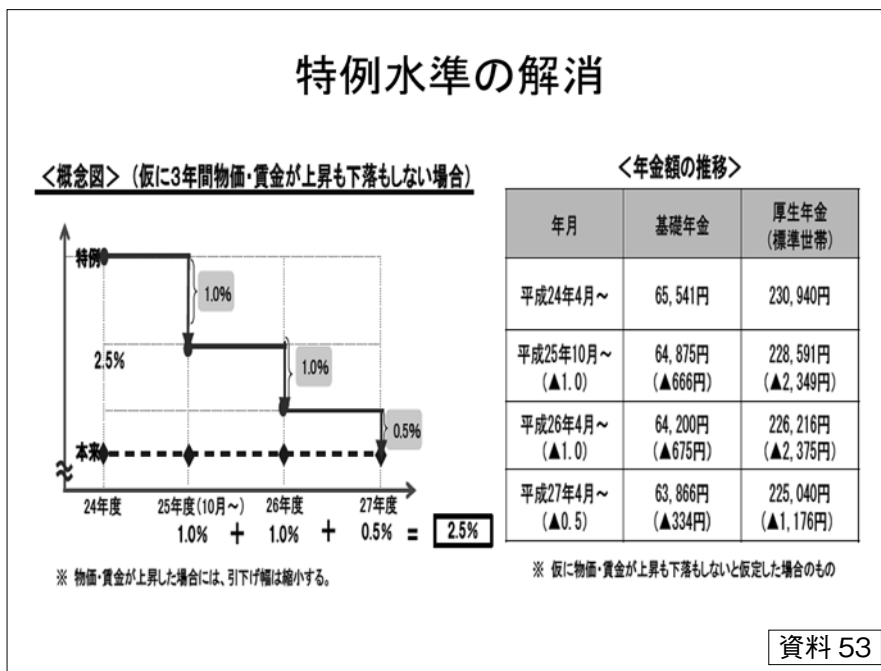 特例水準の解消
＜概念図＞（仮に3年間物価・賃金が上昇も下落もしない場合）
特例
1.0%
2.5%
1.0%
0.5%
本来
24年度 25年度(10月～) 26年度 27年度
1.0% + 1.0% + 0.5% = 2.5%
※ 物価・賃金が上昇した場合には、引下げ幅は縮小する。
＜年金額の推移＞
年月 基礎年金 厚生年金
(標準世帯)
平成24年4月～ 65,541円 230,940円
平成25年10月～ 64,875円 228,591円
(▲1.0) (▲666円) (▲2,349円)
平成26年4月～ 64,200円 226,216円
(▲1.0) (▲675円) (▲2,375円)
平成27年4月～ 63,866円 225,040円
(▲0.5) (▲334円) (▲1,176円)
※ 仮に物価・賃金が上昇も下落もしないと仮定した場合のもの
資料 53